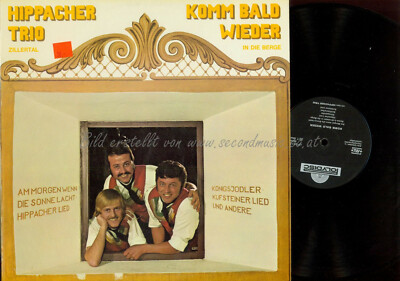 HIPPACHER
TRIO
ZILLERTAL
KOMM BALD
WIEDER
IN DIE BERGE
Bild erstellt von www.secondmusic.at
AM MORGEN WENN
DIE SONNE LACHT
HIPPACHER LIED
KÖNIGSJODLER
KUFSTEINER LIED
UND ANDERE